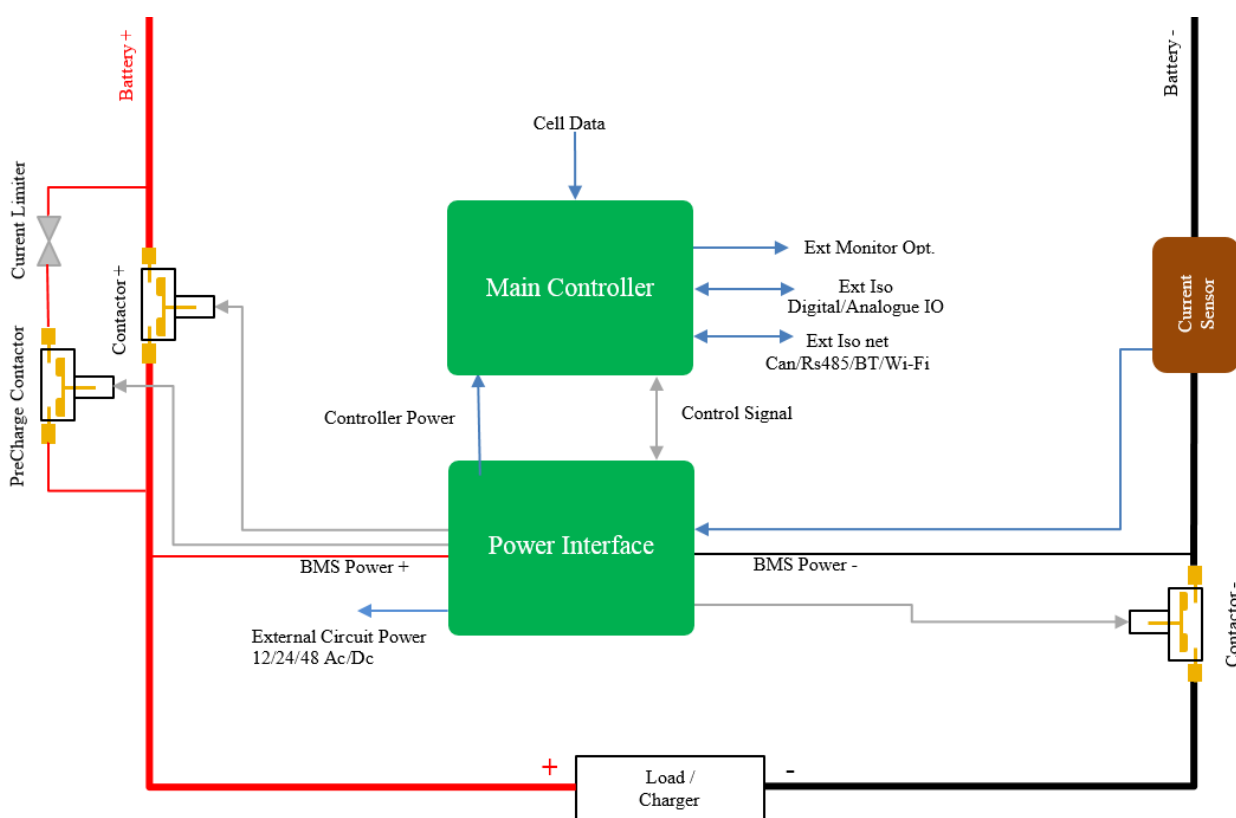 Battery +
Battery -
Cell Data
Current Limiter
Contactor +
Main Controller
Ext Monitor Opt.
Ext Iso
Digital/Analogue IO
Ext Iso net
Can/Rs485/BT/Wi-Fi
Current
Sensor
PreCharge Contactor
Controller Power
Control Signal
Power Interface
BMS Power +
BMS Power -
External Circuit Power
12/24/48 Ac/Dc
Contactor -
+
-
Load /
Charger